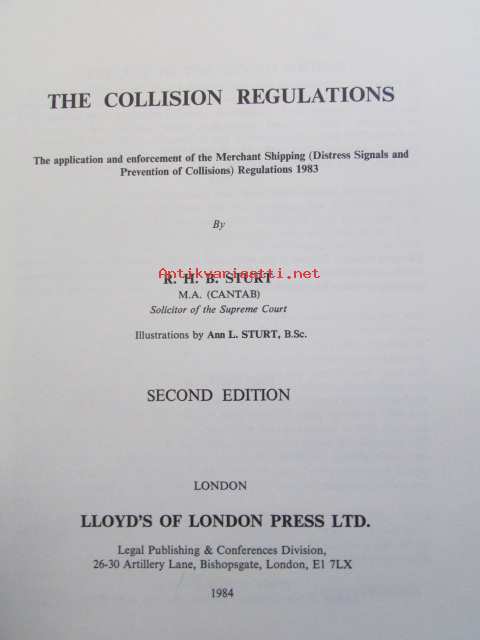 THE COLLISION REGULATIONS
The application and enforcement of the Merchant Shipping (Distress Signals and
Prevention of Collisions) Regulations 1983
By
R. H. B. STURT
Antikvariaatti.net
M.A. (CANTAB)
Solicitor of the Supreme Court
Illustrations by Ann L. STURT, B.Sc.
SECOND EDITION
LONDON
LLOYD'S OF LONDON PRESS LTD.
Legal Publishing & Conferences Division,
26-30 Artillery Lane, Bishopsgate, London, E1 7LX
1984